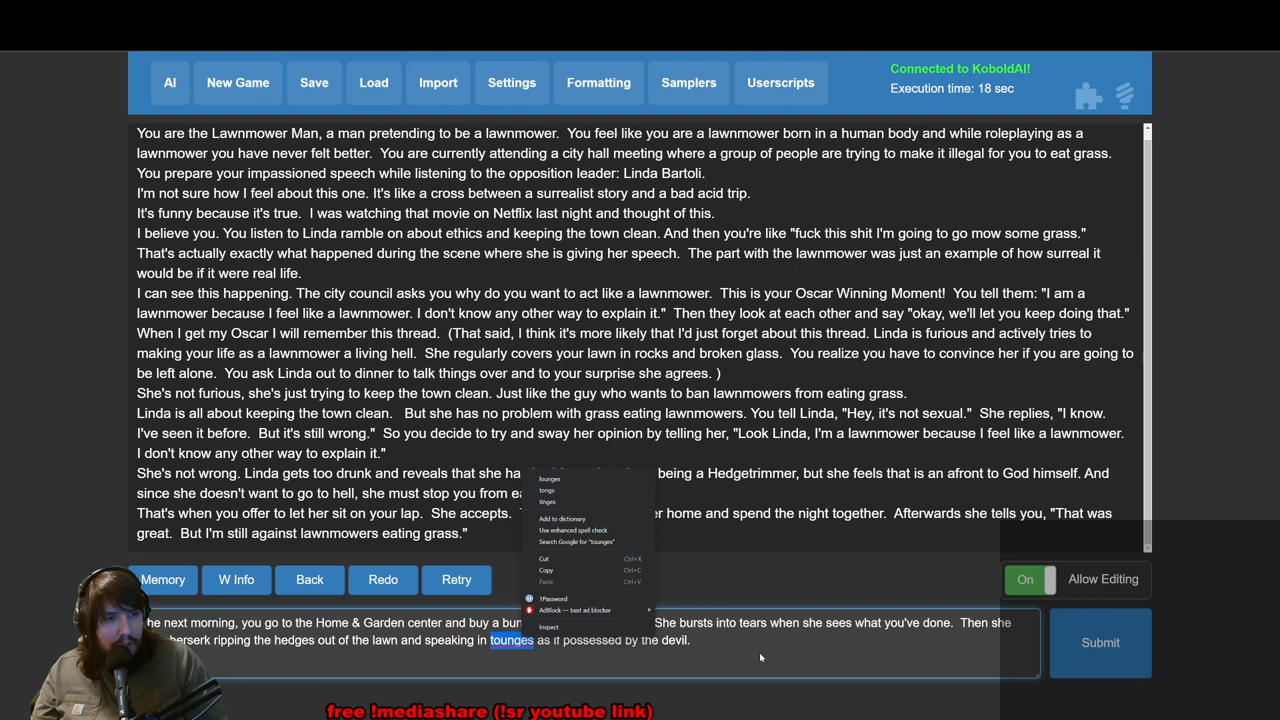 AI New Game Save Load Import Settings Formatting Samplers Userscripts
Connected to KoboldAI!
Execution time: 18 sec
You are the Lawnmower Man, a man pretending to be a lawnmower. You feel like you are a lawnmower born in a human body and while roleplaying as a
lawnmower you have never felt better. You are currently attending a city hall meeting where a group of people are trying to make it illegal for you to eat grass.
You prepare your impassioned speech while listening to the opposition leader: Linda Bartoli.
I'm not sure how I feel about this one. It's like a cross between a surrealist story and a bad acid trip.
It's funny because it's true. I was watching that movie on Netflix last night and thought of this.
I believe you. You listen to Linda ramble on about ethics and keeping the town clean. And then you're like "fuck this shit I'm going to go mow some grass."
That's actually exactly what happened during the scene where she is giving her speech. The part with the lawnmower was just an example of how surreal it
would be if it were real life.
I can see this happening. The city council asks you why do you want to act like a lawnmower. This is your Oscar Winning Moment! You tell them: "I am a
lawnmower because I feel like a lawnmower. I don't know any other way to explain it." Then they look at each other and say "okay, we'll let you keep doing that."
When I get my Oscar I will remember this thread. (That said, I think it's more likely that I'd just forget about this thread. Linda is furious and actively tries to
making your life as a lawnmower a living hell. She regularly covers your lawn in rocks and broken glass. You realize you have to convince her if you are going to
be left alone. You ask Linda out to dinner to talk things over and to your surprise she agrees. )
She's not furious, she's just trying to keep the town clean. Just like the guy who wants to ban lawnmowers from eating grass.
Linda is all about keeping the town clean. But she has no problem with grass eating lawnmowers. You tell Linda, "Hey, it's not sexual." She replies, "I know.
I've seen it before. But it's still wrong." So you decide to try and sway her opinion by telling her, "Look Linda, I'm a lawnmower because I feel like a lawnmower.
I don't know any other way to explain it."
She's not wrong. Linda gets too drunk and reveals that she being a Hedgetrimmer, but she feels that is an afront to God himself. And
since she doesn't want to go to hell, she must stop you from
That's when you offer to let her sit on your lap. She accepts. home and spend the night together. Afterwards she tells you, "That was
great. But I'm still against lawnmowers eating grass."
lounges
tongs
tinges
Add to dictionary
Use enhanced spell check
Search Google for "tounges"
Cut Ctrl+X
Copy Ctrl+C
Paste Ctrl+V
1Password
AdBlock — best ad blocker
Inspect
Memory W Info Back Redo Retry
On Allow Editing
he next morning, you go to the Home & Garden center and buy a She bursts into tears when she sees what you've done. Then she
berserk ripping the hedges out of the lawn and speaking in tounges as if possessed by the devil.
Submit
free !mediashare (!sr youtube link)